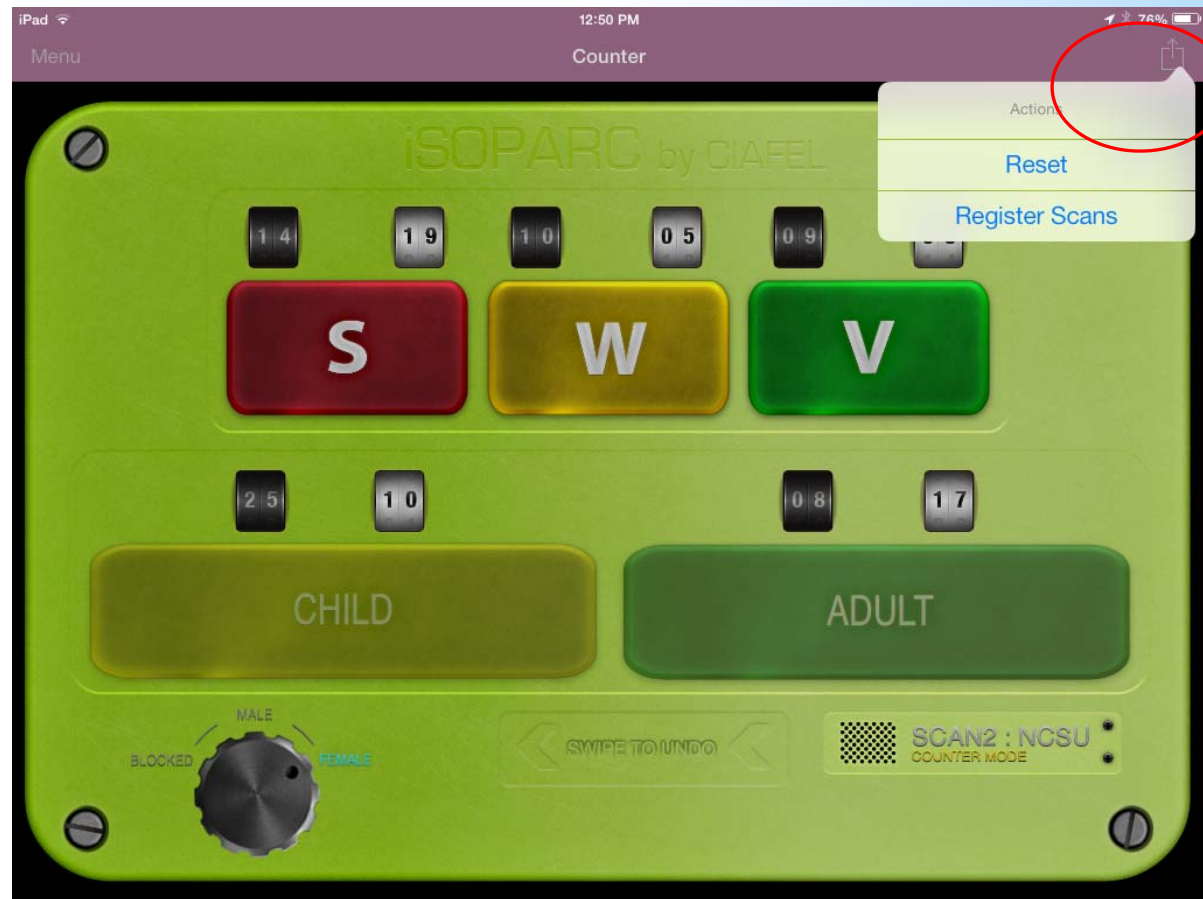 iPad 12:50 PM 76%
Menu Counter
Actions
iSOPARC by CIAFEL
Reset
Register Scans
14 19 10 05 09
S W V
25 10 08 17
CHILD ADULT
MALE
BLOCKED FEMALE
SWIPE TO UNDO
SCAN2 : NCSU
COUNTER MODE